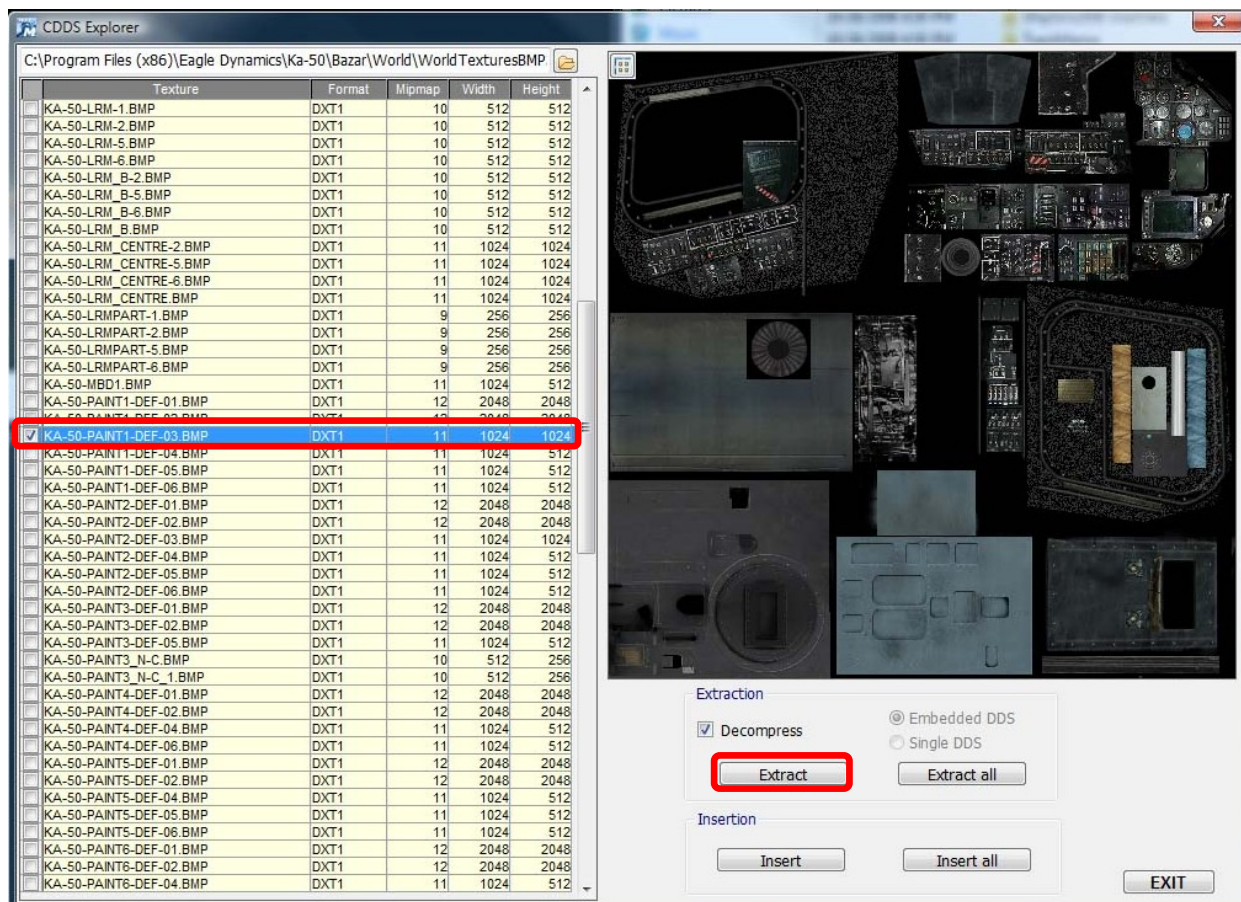 CDDS Explorer
C:\Program Files (x86)\Eagle Dynamics\Ka-50\Bazar\World\WorldTexturesBMP
Texture Format Mipmap Width Height
KA-50-LRM-1.BMP DXT1 10 512 512
KA-50-LRM-2.BMP DXT1 10 512 512
KA-50-LRM-5.BMP DXT1 10 512 512
KA-50-LRM-6.BMP DXT1 10 512 512
KA-50-LRM_B-2.BMP DXT1 10 512 512
KA-50-LRM_B-5.BMP DXT1 10 512 512
KA-50-LRM_B-6.BMP DXT1 10 512 512
KA-50-LRM_B.BMP DXT1 10 512 512
KA-50-LRM_CENTRE-2.BMP DXT1 11 1024 1024
KA-50-LRM_CENTRE-5.BMP DXT1 11 1024 1024
KA-50-LRM_CENTRE-6.BMP DXT1 11 1024 1024
KA-50-LRM_CENTRE.BMP DXT1 11 1024 1024
KA-50-LRMPART-1.BMP DXT1 9 256 256
KA-50-LRMPART-2.BMP DXT1 9 256 256
KA-50-LRMPART-5.BMP DXT1 9 256 256
KA-50-LRMPART-6.BMP DXT1 9 256 256
KA-50-MBD1.BMP DXT1 11 1024 512
KA-50-PAINT1-DEF-01.BMP DXT1 12 2048 2048
KA-50-PAINT1-DEF-02.BMP DXT1 12 2048 2048
KA-50-PAINT1-DEF-03.BMP DXT1 11 1024 1024
KA-50-PAINT1-DEF-04.BMP DXT1 11 1024 512
KA-50-PAINT1-DEF-05.BMP DXT1 11 1024 512
KA-50-PAINT1-DEF-06.BMP DXT1 11 1024 512
KA-50-PAINT2-DEF-01.BMP DXT1 12 2048 2048
KA-50-PAINT2-DEF-02.BMP DXT1 12 2048 2048
KA-50-PAINT2-DEF-03.BMP DXT1 11 1024 1024
KA-50-PAINT2-DEF-04.BMP DXT1 11 1024 512
KA-50-PAINT2-DEF-05.BMP DXT1 11 1024 512
KA-50-PAINT2-DEF-06.BMP DXT1 11 1024 512
KA-50-PAINT3-DEF-01.BMP DXT1 12 2048 2048
KA-50-PAINT3-DEF-02.BMP DXT1 12 2048 2048
KA-50-PAINT3-DEF-05.BMP DXT1 11 1024 512
KA-50-PAINT3_N-C.BMP DXT1 10 512 256
KA-50-PAINT3_N-C_1.BMP DXT1 10 512 256
KA-50-PAINT4-DEF-01.BMP DXT1 12 2048 2048
KA-50-PAINT4-DEF-02.BMP DXT1 12 2048 2048
KA-50-PAINT4-DEF-04.BMP DXT1 11 1024 512
KA-50-PAINT4-DEF-06.BMP DXT1 11 1024 512
KA-50-PAINT5-DEF-01.BMP DXT1 12 2048 2048
KA-50-PAINT5-DEF-02.BMP DXT1 12 2048 2048
KA-50-PAINT5-DEF-04.BMP DXT1 11 1024 512
KA-50-PAINT5-DEF-05.BMP DXT1 11 1024 512
KA-50-PAINT5-DEF-06.BMP DXT1 11 1024 512
KA-50-PAINT6-DEF-01.BMP DXT1 12 2048 2048
KA-50-PAINT6-DEF-02.BMP DXT1 12 2048 2048
KA-50-PAINT6-DEF-04.BMP DXT1 11 1024 512
Extraction
Decompress
Embedded DDS
Single DDS
Extract
Extract all
Insertion
Insert
Insert all
EXIT